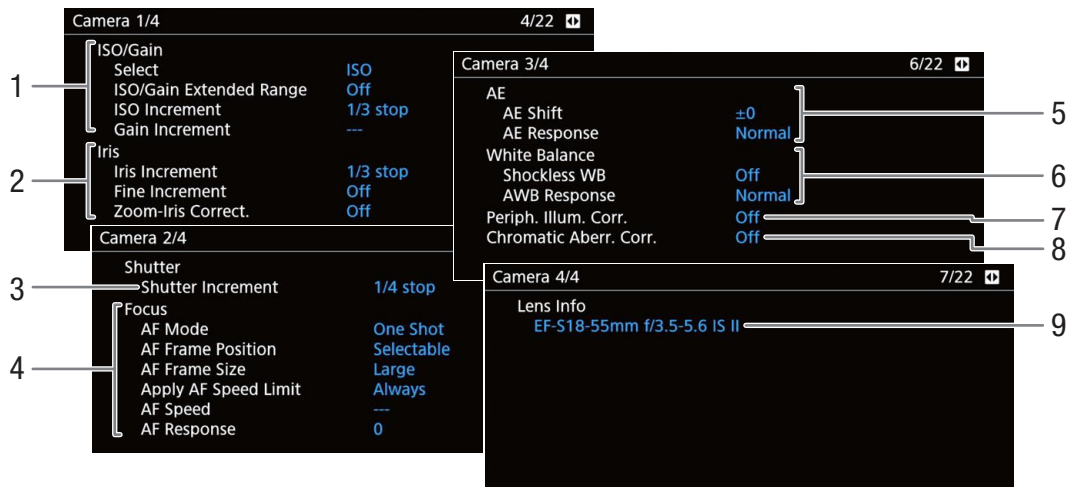 Camera 1/4 4/22
ISO/Gain
Select ISO
ISO/Gain Extended Range Off
ISO Increment 1/3 stop
Gain Increment ---
Iris
Iris Increment 1/3 stop
Fine Increment Off
Zoom-Iris Correct. Off
1
2
Camera 2/4
Shutter
Shutter Increment 1/4 stop
Focus
AF Mode One Shot
AF Frame Position Selectable
AF Frame Size Large
Apply AF Speed Limit Always
AF Speed ---
AF Response 0
3
4
Camera 3/4 6/22
AE
AE Shift ±0
AE Response Normal
White Balance
Shockless WB Off
AWB Response Normal
Periph. Illum. Corr. Off
Chromatic Aberr. Corr. Off
5
6
7
8
Camera 4/4 7/22
Lens Info
EF-S18-55mm f/3.5-5.6 IS II
9